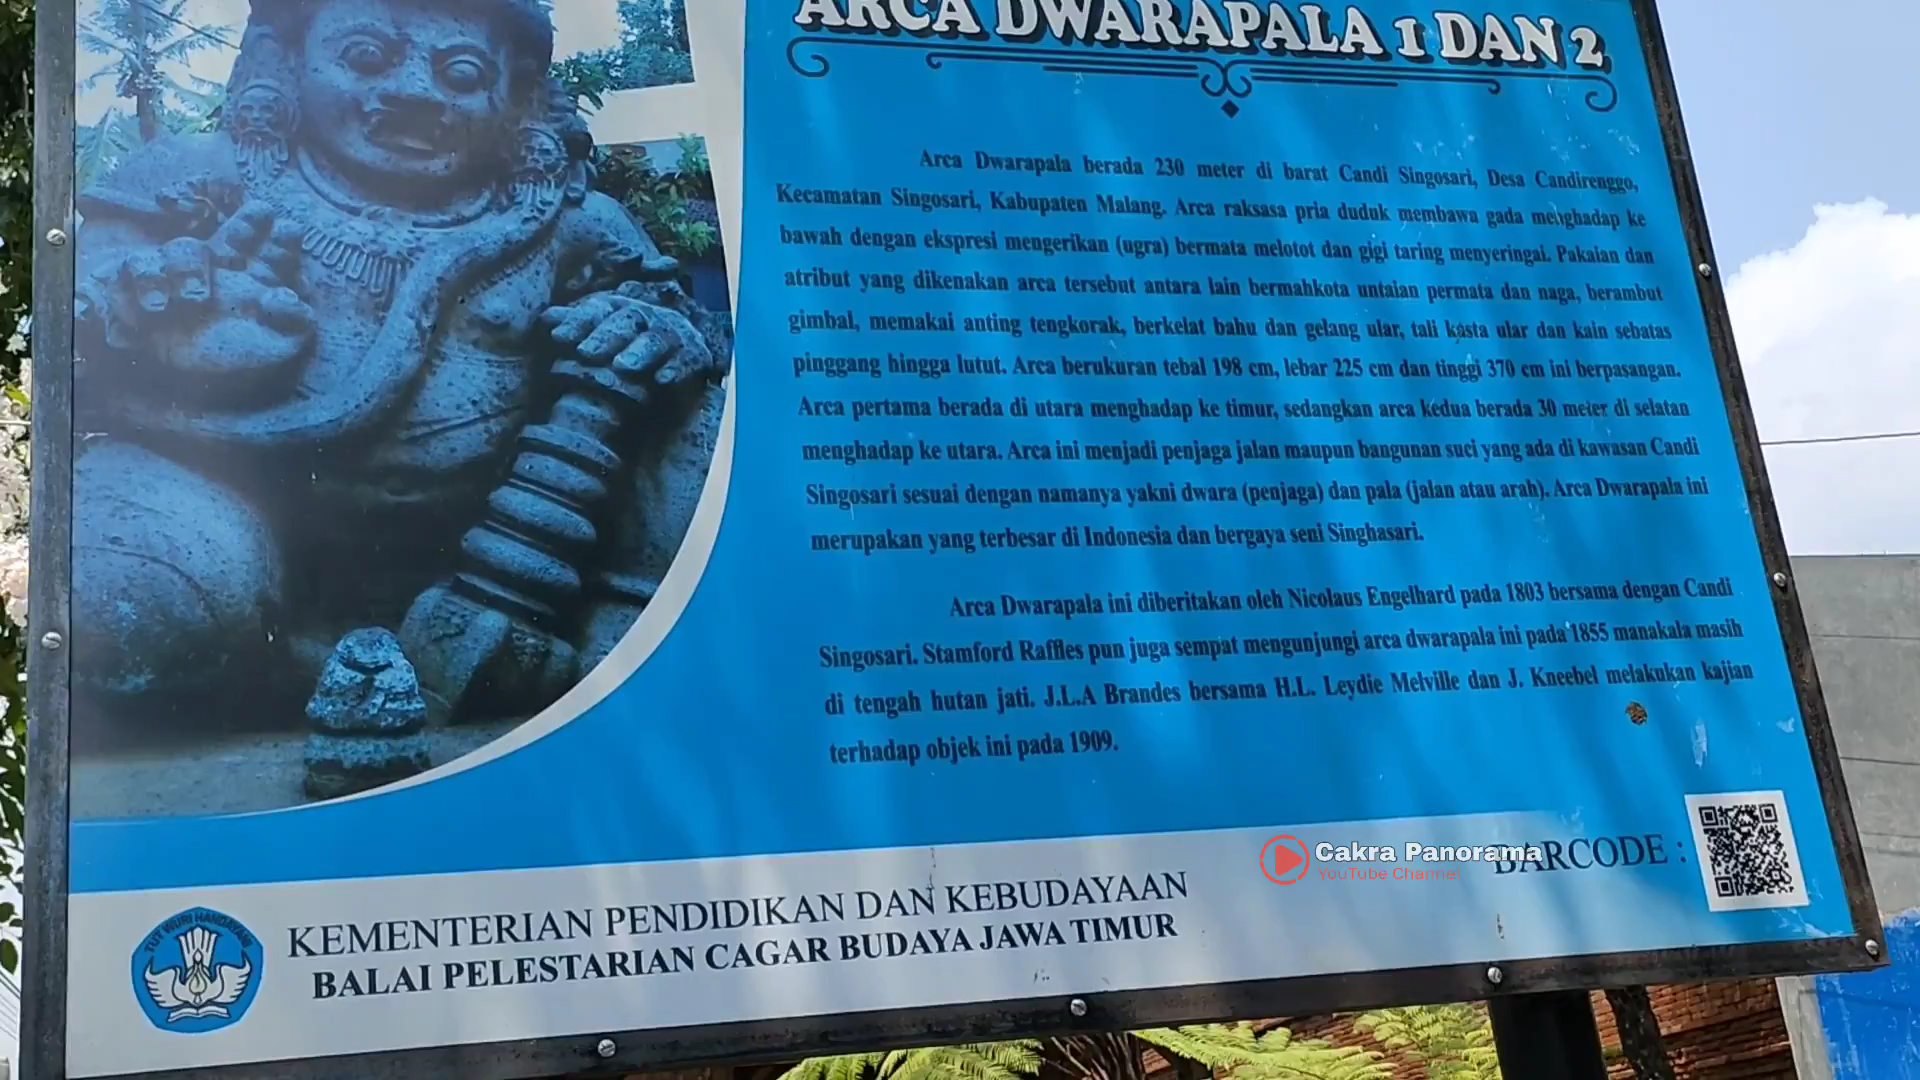 ARCA DWARAPALA 1 DAN 2
Arca Dwarapala berada 230 meter di barat Candi Singosari, Desa Candirenggo,
Kecamatan Singosari, Kabupaten Malang. Arca raksasa pria duduk membawa gada menghadap ke
bawah dengan ekspresi mengerikan (ugra) bermata melotot dan gigi taring menyeringai. Pakaian dan
atribut yang dikenakan arca tersebut antara lain bermahkota untaian permata dan naga, berambut
gimbal, memakai anting tengkorak, berkelat bahu dan gelang ular, tali kasta ular dan kain sebatas
pinggang hingga lutut. Arca berukuran tebal 198 cm, lebar 225 cm dan tinggi 370 cm ini berpasangan.
Arca pertama berada di utara menghadap ke timur, sedangkan arca kedua berada 30 meter di selatan
menghadap ke utara. Arca ini menjadi penjaga jalan maupun bangunan suci yang ada di kawasan Candi
Singosari sesuai dengan namanya yakni dwara (penjaga) dan pala (jalan atau arah). Arca Dwarapala ini
merupakan yang terbesar di Indonesia dan bergaya seni Singhasari.
Arca Dwarapala ini diberitakan oleh Nicolaus Engelhard pada 1803 bersama dengan Candi
Singosari. Stamford Raffles pun juga sempat mengunjungi arca dwarapala ini pada 1855 manakala masih
di tengah hutan jati. J.L.A Brandes bersama H.L. Leydie Melville dan J. Kneebel melakukan kajian
terhadap objek ini pada 1909.
Cakra Panorama
YouTube Channel
BARCODE :
TUT WURI HANDAYANI
KEMENTERIAN PENDIDIKAN DAN KEBUDAYAAN
BALAI PELESTARIAN CAGAR BUDAYA JAWA TIMUR